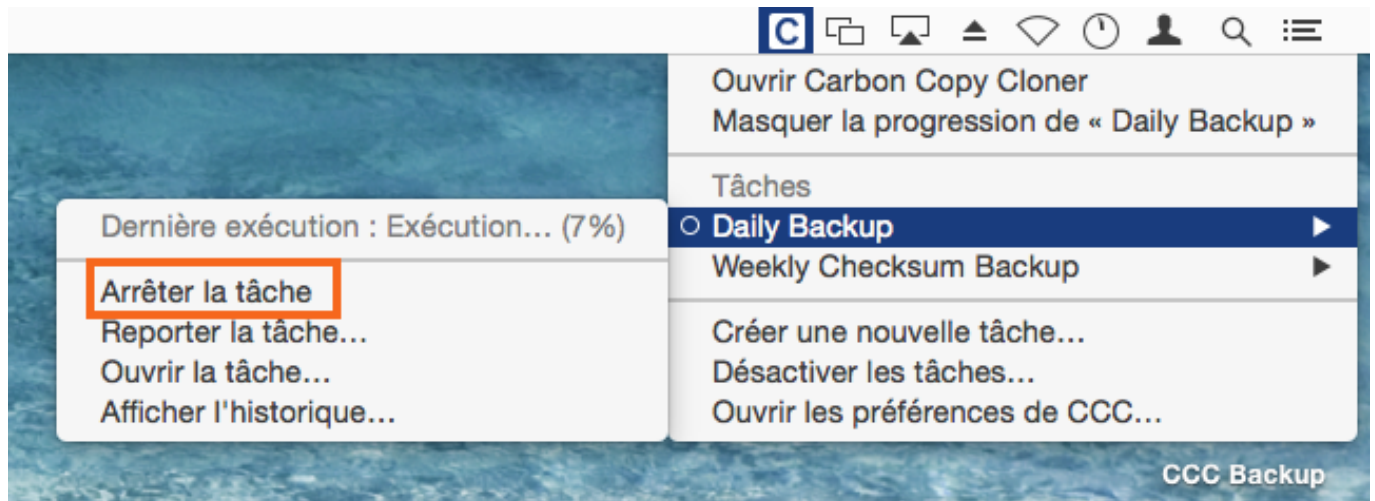 C
Ouvrir Carbon Copy Cloner
Masquer la progression de « Daily Backup »
Tâches
Daily Backup
Weekly Checksum Backup
Créer une nouvelle tâche...
Désactiver les tâches...
Ouvrir les préférences de CCC...
Dernière exécution : Exécution... (7%)
Arrêter la tâche
Reporter la tâche...
Ouvrir la tâche...
Afficher l'historique...
CCC Backup